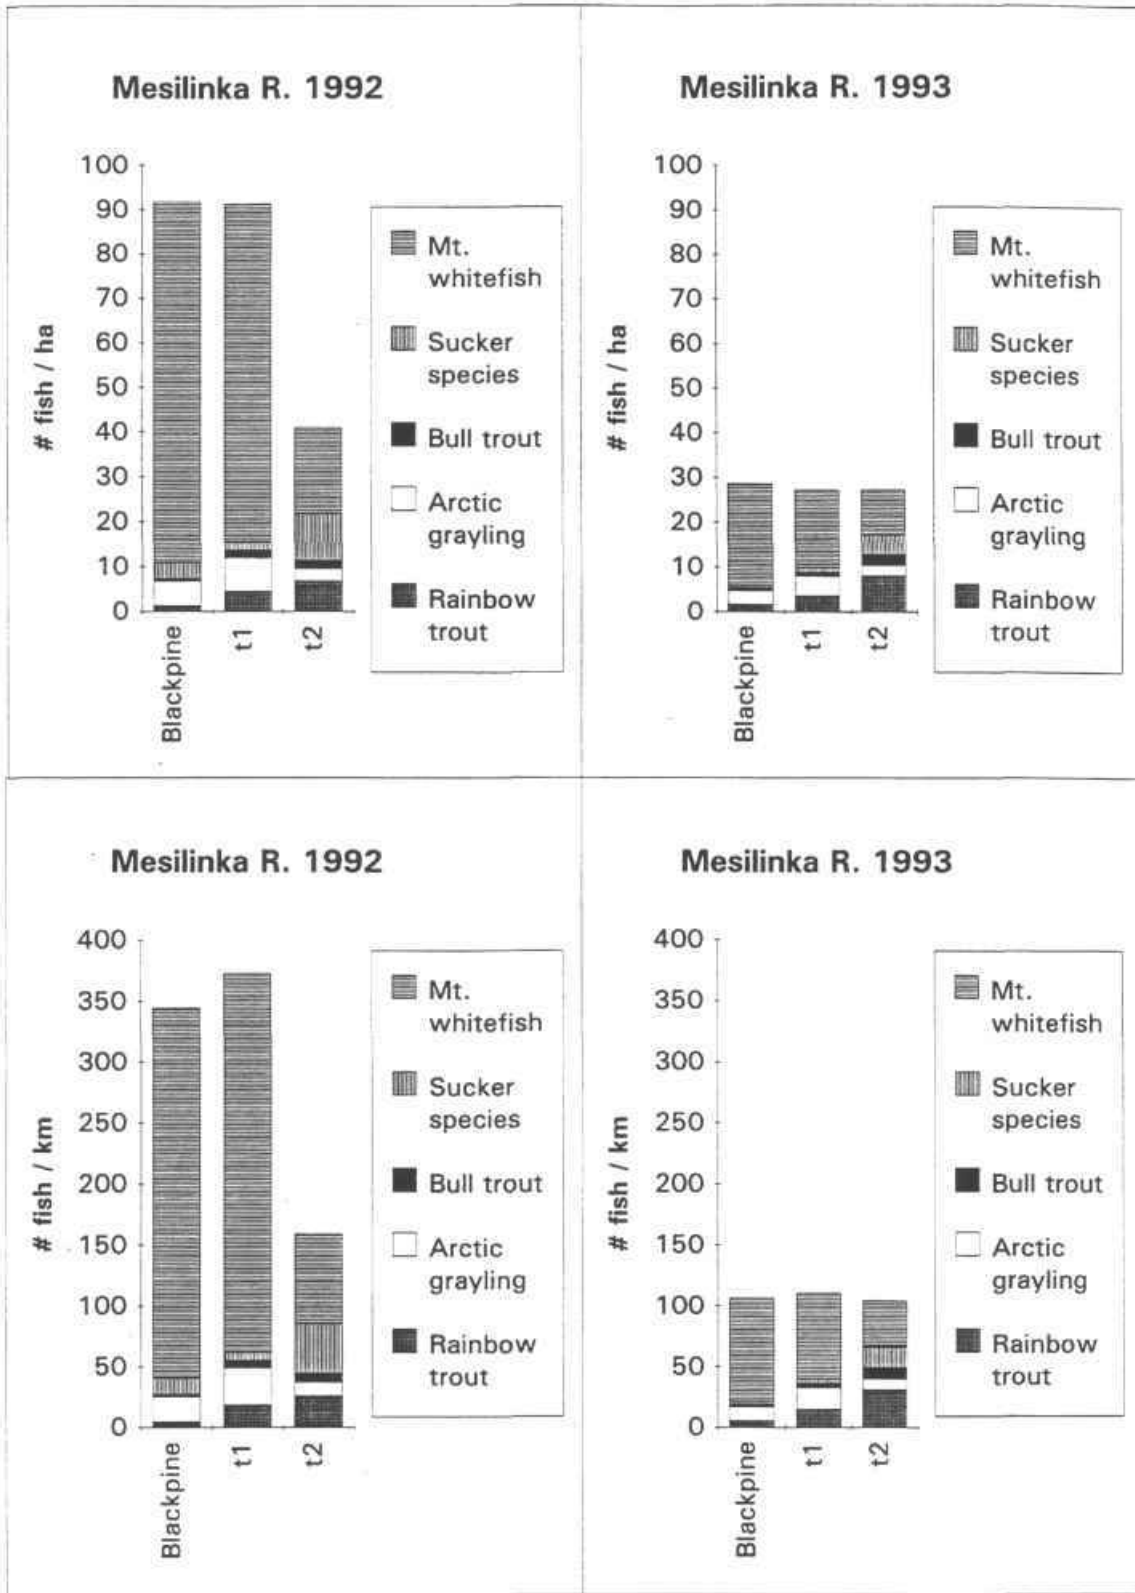 Mesilinka R. 1992
# fish / ha
100
90
80
70
60
50
40
30
20
10
0
Blackpine
t1
t2
Mt.
whitefish
Sucker
species
Bull trout
Arctic
grayling
Rainbow
trout
Mesilinka R. 1993
# fish / ha
100
90
80
70
60
50
40
30
20
10
0
Blackpine
t1
t2
Mt.
whitefish
Sucker
species
Bull trout
Arctic
grayling
Rainbow
trout
Mesilinka R. 1992
# fish / km
400
350
300
250
200
150
100
50
0
Blackpine
t1
t2
Mt.
whitefish
Sucker
species
Bull trout
Arctic
grayling
Rainbow
trout
Mesilinka R. 1993
# fish / km
400
350
300
250
200
150
100
50
0
Blackpine
t1
t2
Mt.
whitefish
Sucker
species
Bull trout
Arctic
grayling
Rainbow
trout